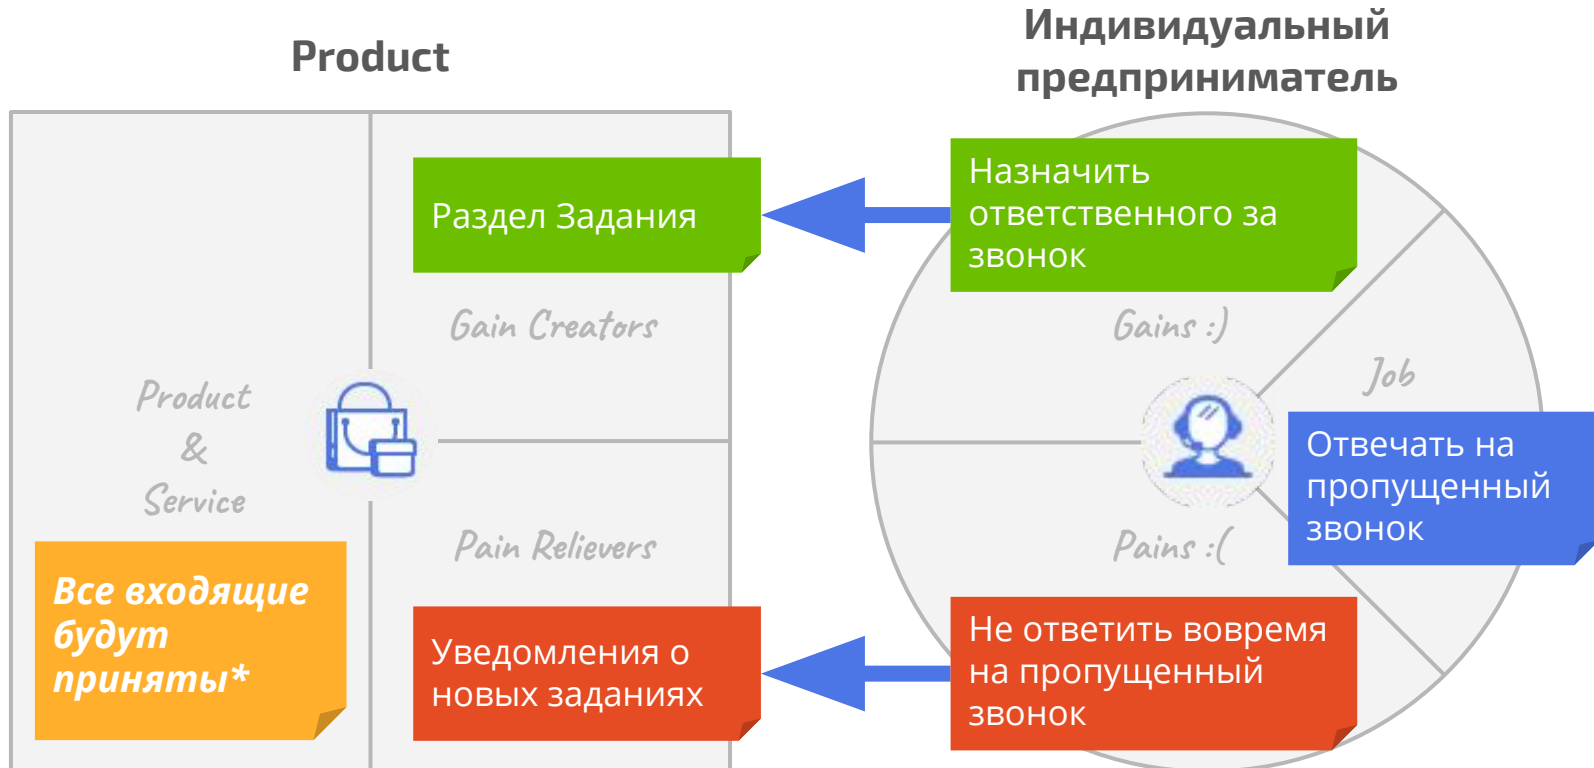 Product
Индивидуальный
предприниматель
Раздел Задания
Назначить
ответственного за
звонок
Gain Creators
Gains :)
Product
&
Service
Job
Отвечать на
пропущенный
звонок
Pain Relievers
Pains :(
Все входящие
будут
приняты*
Уведомления о
новых заданиях
Не ответить вовремя
на пропущенный
звонок